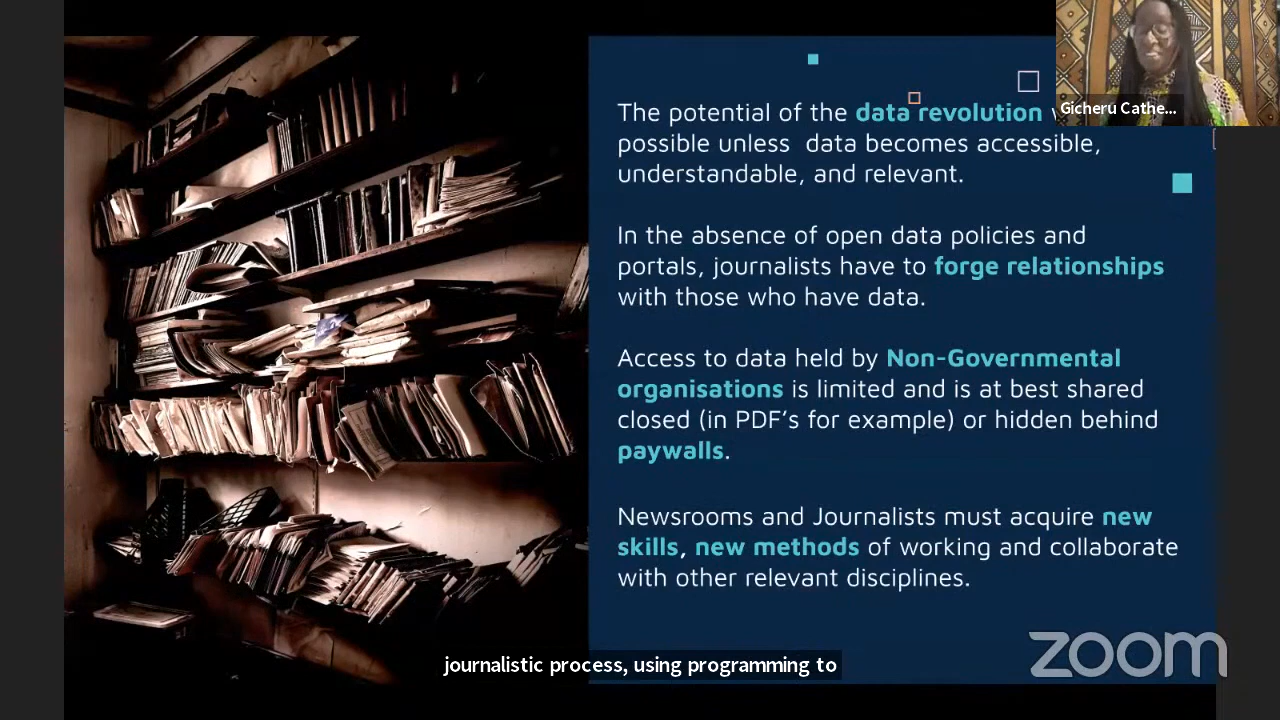 The potential of the data revolution
possible unless data becomes accessible,
understandable, and relevant.
In the absence of open data policies and
portals, journalists have to forge relationships
with those who have data.
Access to data held by Non-Governmental
organisations is limited and is at best shared
closed (in PDF's for example) or hidden behind
paywalls.
Newsrooms and Journalists must acquire new
skills, new methods of working and collaborate
with other relevant disciplines.
Gicheru Cathe...
journalistic process, using programming to
zoom